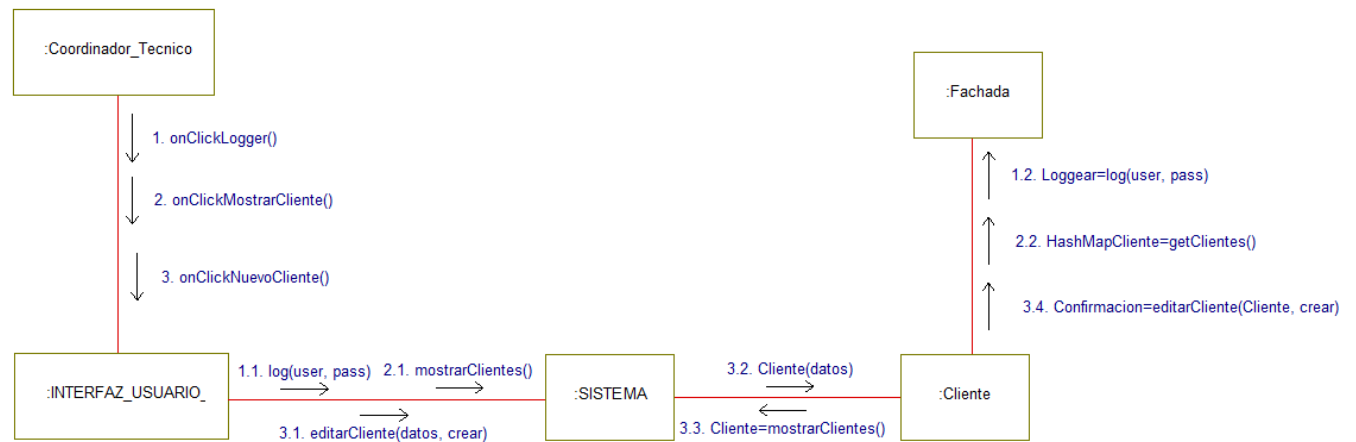 :Coordinador_Tecnico
:Fachada
1. onClickLogger()
1.2. Loggear=log(user, pass)
2. onClickMostrarCliente()
2.2. HashMapCliente=getClientes()
3. onClickNuevoCliente()
3.4. Confirmacion=editarCliente(Cliente, crear)
1.1. log(user, pass)
2.1. mostrarClientes()
3.2. Cliente(datos)
:INTERFAZ_USUARIO_
:SISTEMA
:Cliente
3.1. editarCliente(datos, crear)
3.3. Cliente=mostrarClientes()